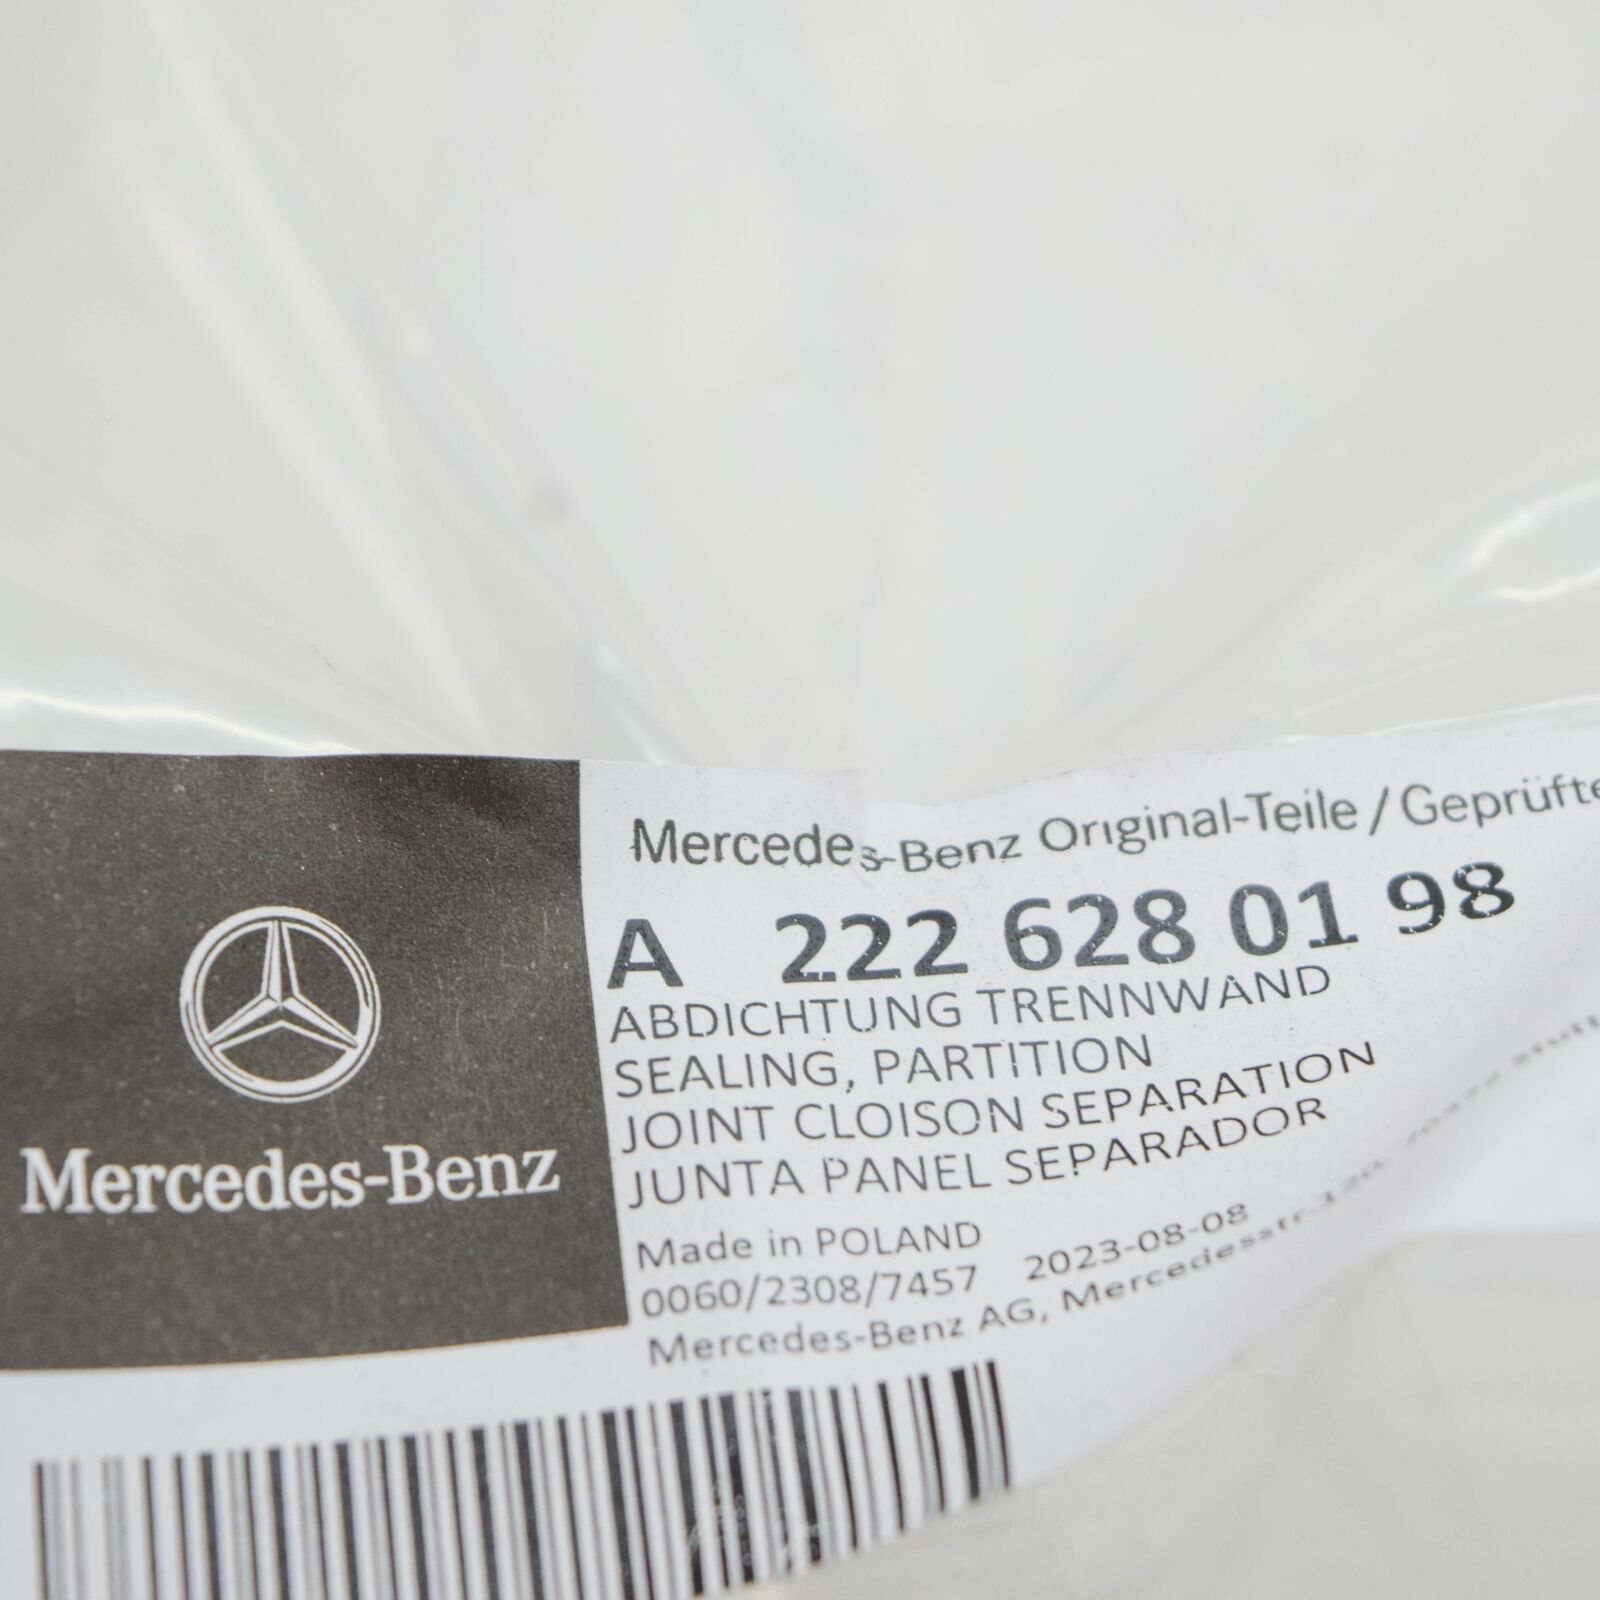 Mercedes-Benz
Mercedes-Benz Original-Teile / Geprüfte
A 222 628 01 98
ABDICHTUNG TRENNWAND
SEALING, PARTITION
JOINT CLOISON SEPARATION
JUNTA PANEL SEPARADOR
Made in POLAND
0060/2308/7457 2023-08-08
Mercedes-Benz AG, Mercedesstr.120,